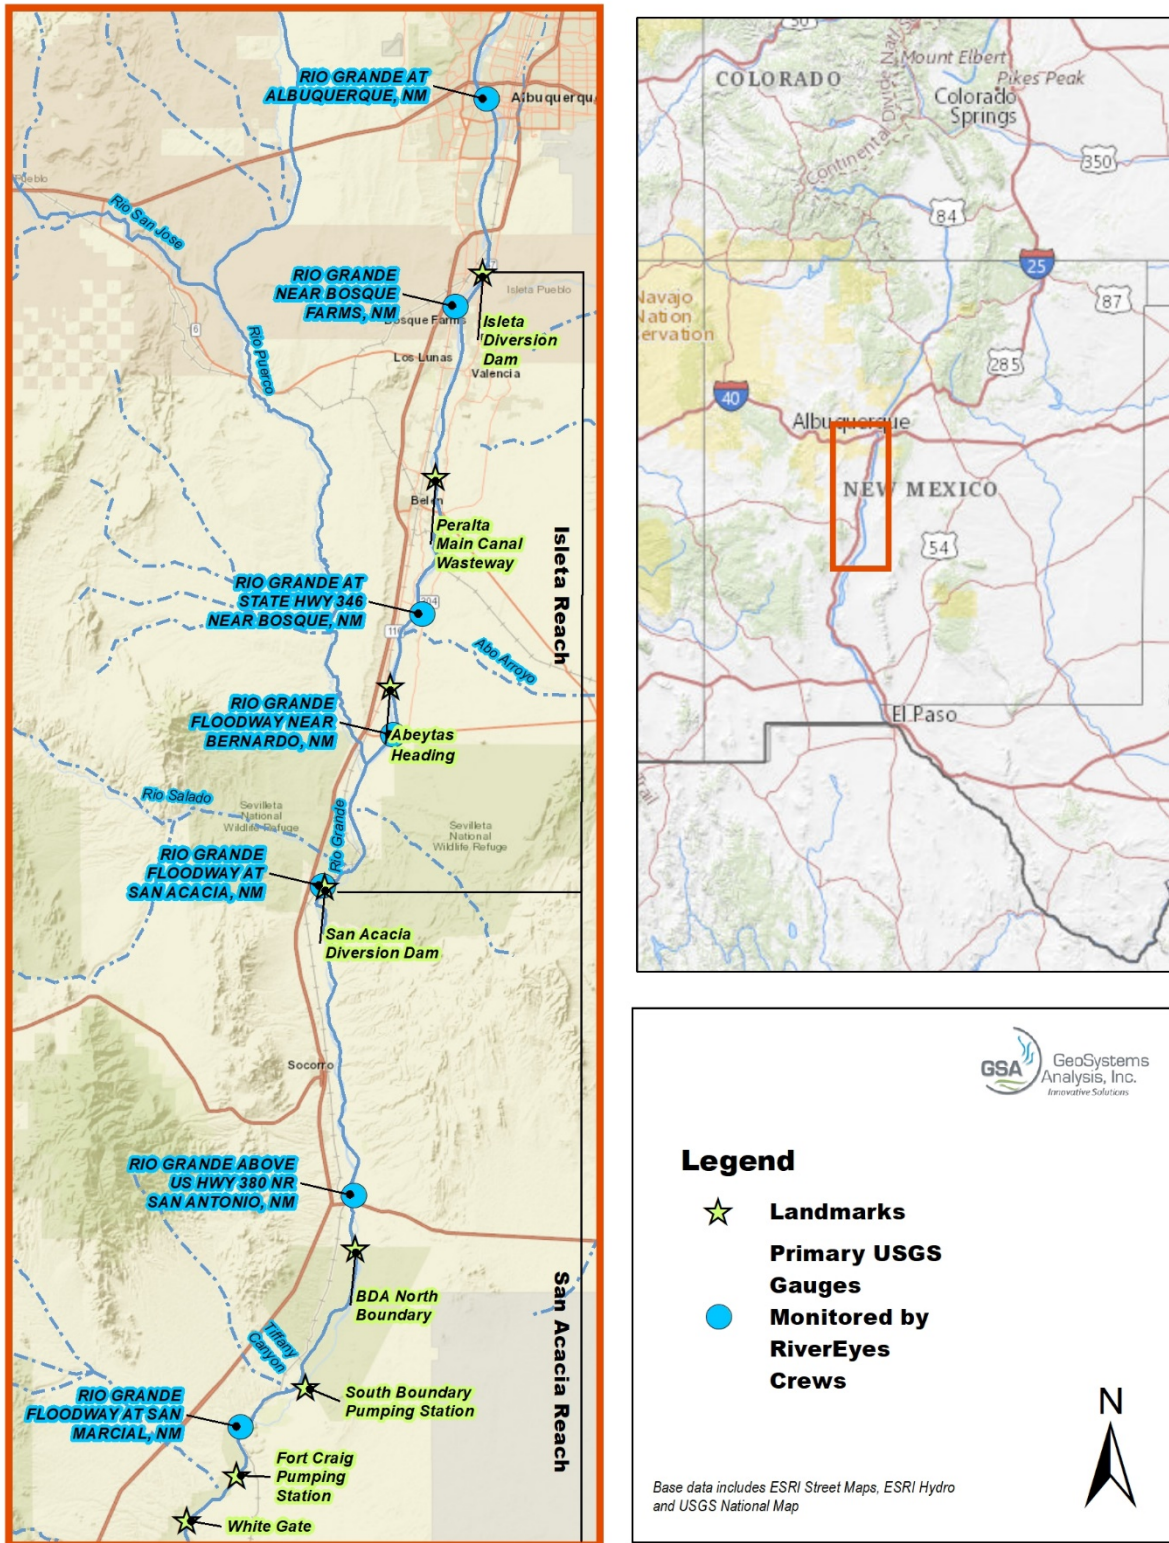 RIO GRANDE AT
ALBUQUERQUE, NM
Albuquerqu
Pueblo
Rio San Jose
RIO GRANDE
NEAR BOSQUE
FARMS, NM
Isleta Pueblo
Bosque Farms
Isleta
Diversion
Dam
6
Rio Puerco
Los Lunas
Valencia
Belen
Peralta
Main Canal
Wasteway
Isleta Reach
RIO GRANDE AT
STATE HWY 346
NEAR BOSQUE, NM
304
116
Abo Arroyo
RIO GRANDE
FLOODWAY NEAR
BERNARDO, NM
Abeytas
Heading
Rio Salado
Sevilleta
National
Wildlife Refuge
Rio Grande
Sevilleta
National
Wildlife Refuge
RIO GRANDE
FLOODWAY AT
SAN ACACIA, NM
San Acacia
Diversion Dam
Socorro
RIO GRANDE ABOVE
US HWY 380 NR
SAN ANTONIO, NM
BDA North
Boundary
San Acacia Reach
Tiffany
Canyon
South Boundary
Pumping Station
RIO GRANDE
FLOODWAY AT SAN
MARCIAL, NM
Fort Craig
Pumping
Station
White Gate
50
Mount Elbert
COLORADO
Pikes Peak
Colorado
Springs
Continental Divide Nat
350
84
25
Navajo
Nation
ervation
87
285
40
Albuquerque
NEW MEXICO
54
El Paso
GSA
GeoSystems
Analysis, Inc.
Innovative Solutions
Legend
Landmarks
Primary USGS
Gauges
Monitored by
RiverEyes
Crews
N
Base data includes ESRI Street Maps, ESRI Hydro
and USGS National Map